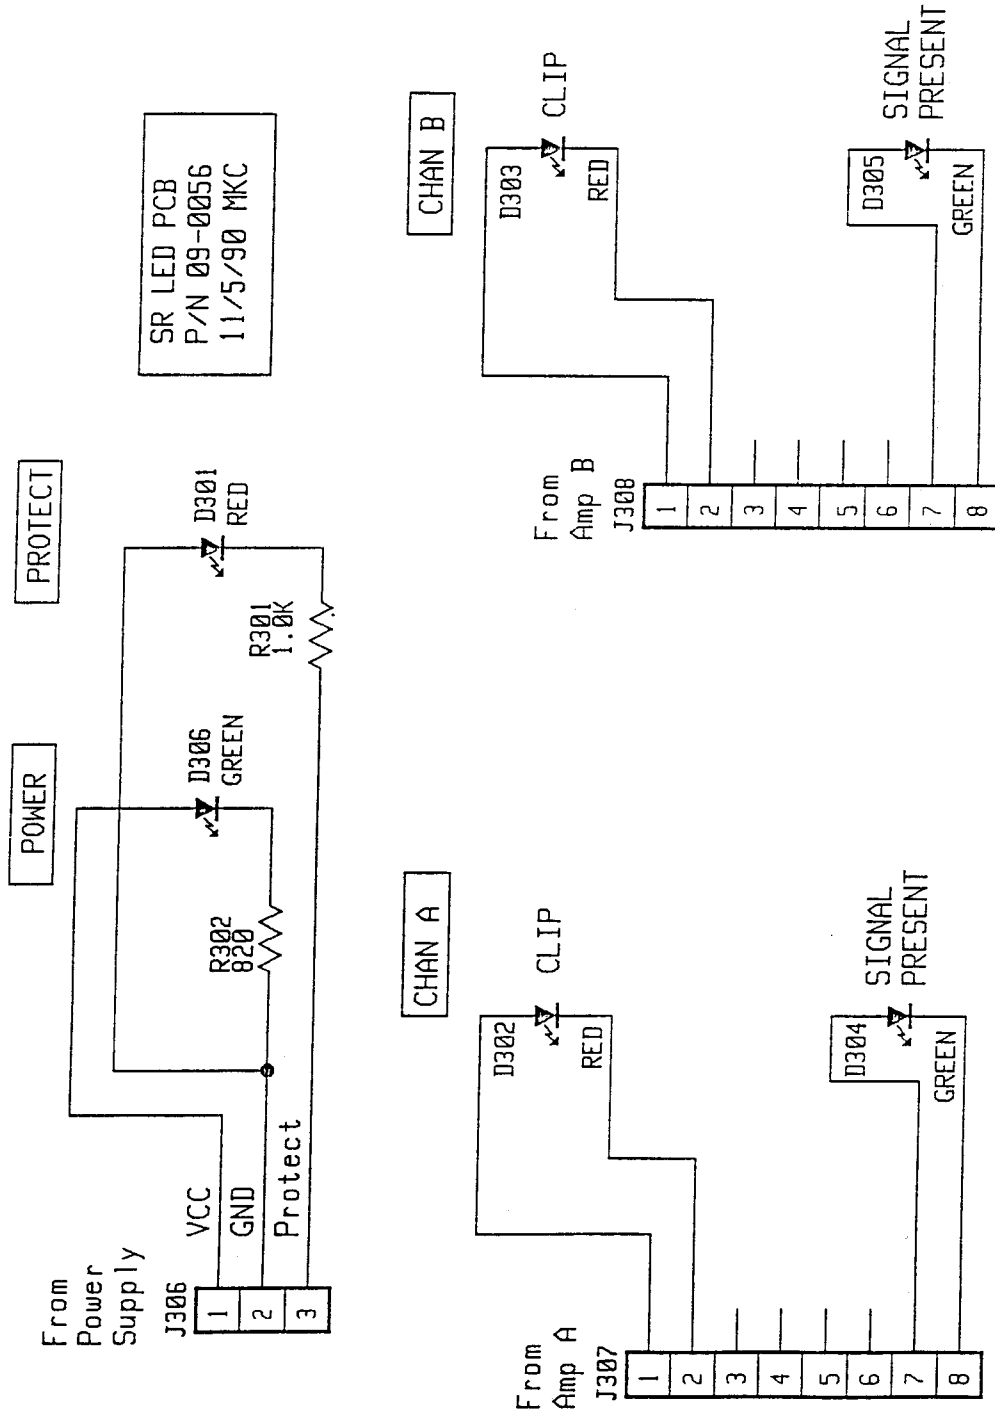 From
Power
Supply
J306
1
2
3
VCC
GND
Protect
POWER
D306
GREEN
R302
820
PROTECT
D301
RED
R301
1.0K
SR LED PCB
P/N 09-0056
11/5/90 MKC
From
Amp A
J307
1
2
3
4
5
6
7
8
CHAN A
D302
CLIP
RED
D304
SIGNAL
PRESENT
GREEN
From
Amp B
J308
1
2
3
4
5
6
7
8
CHAN B
D303
CLIP
RED
D305
SIGNAL
PRESENT
GREEN